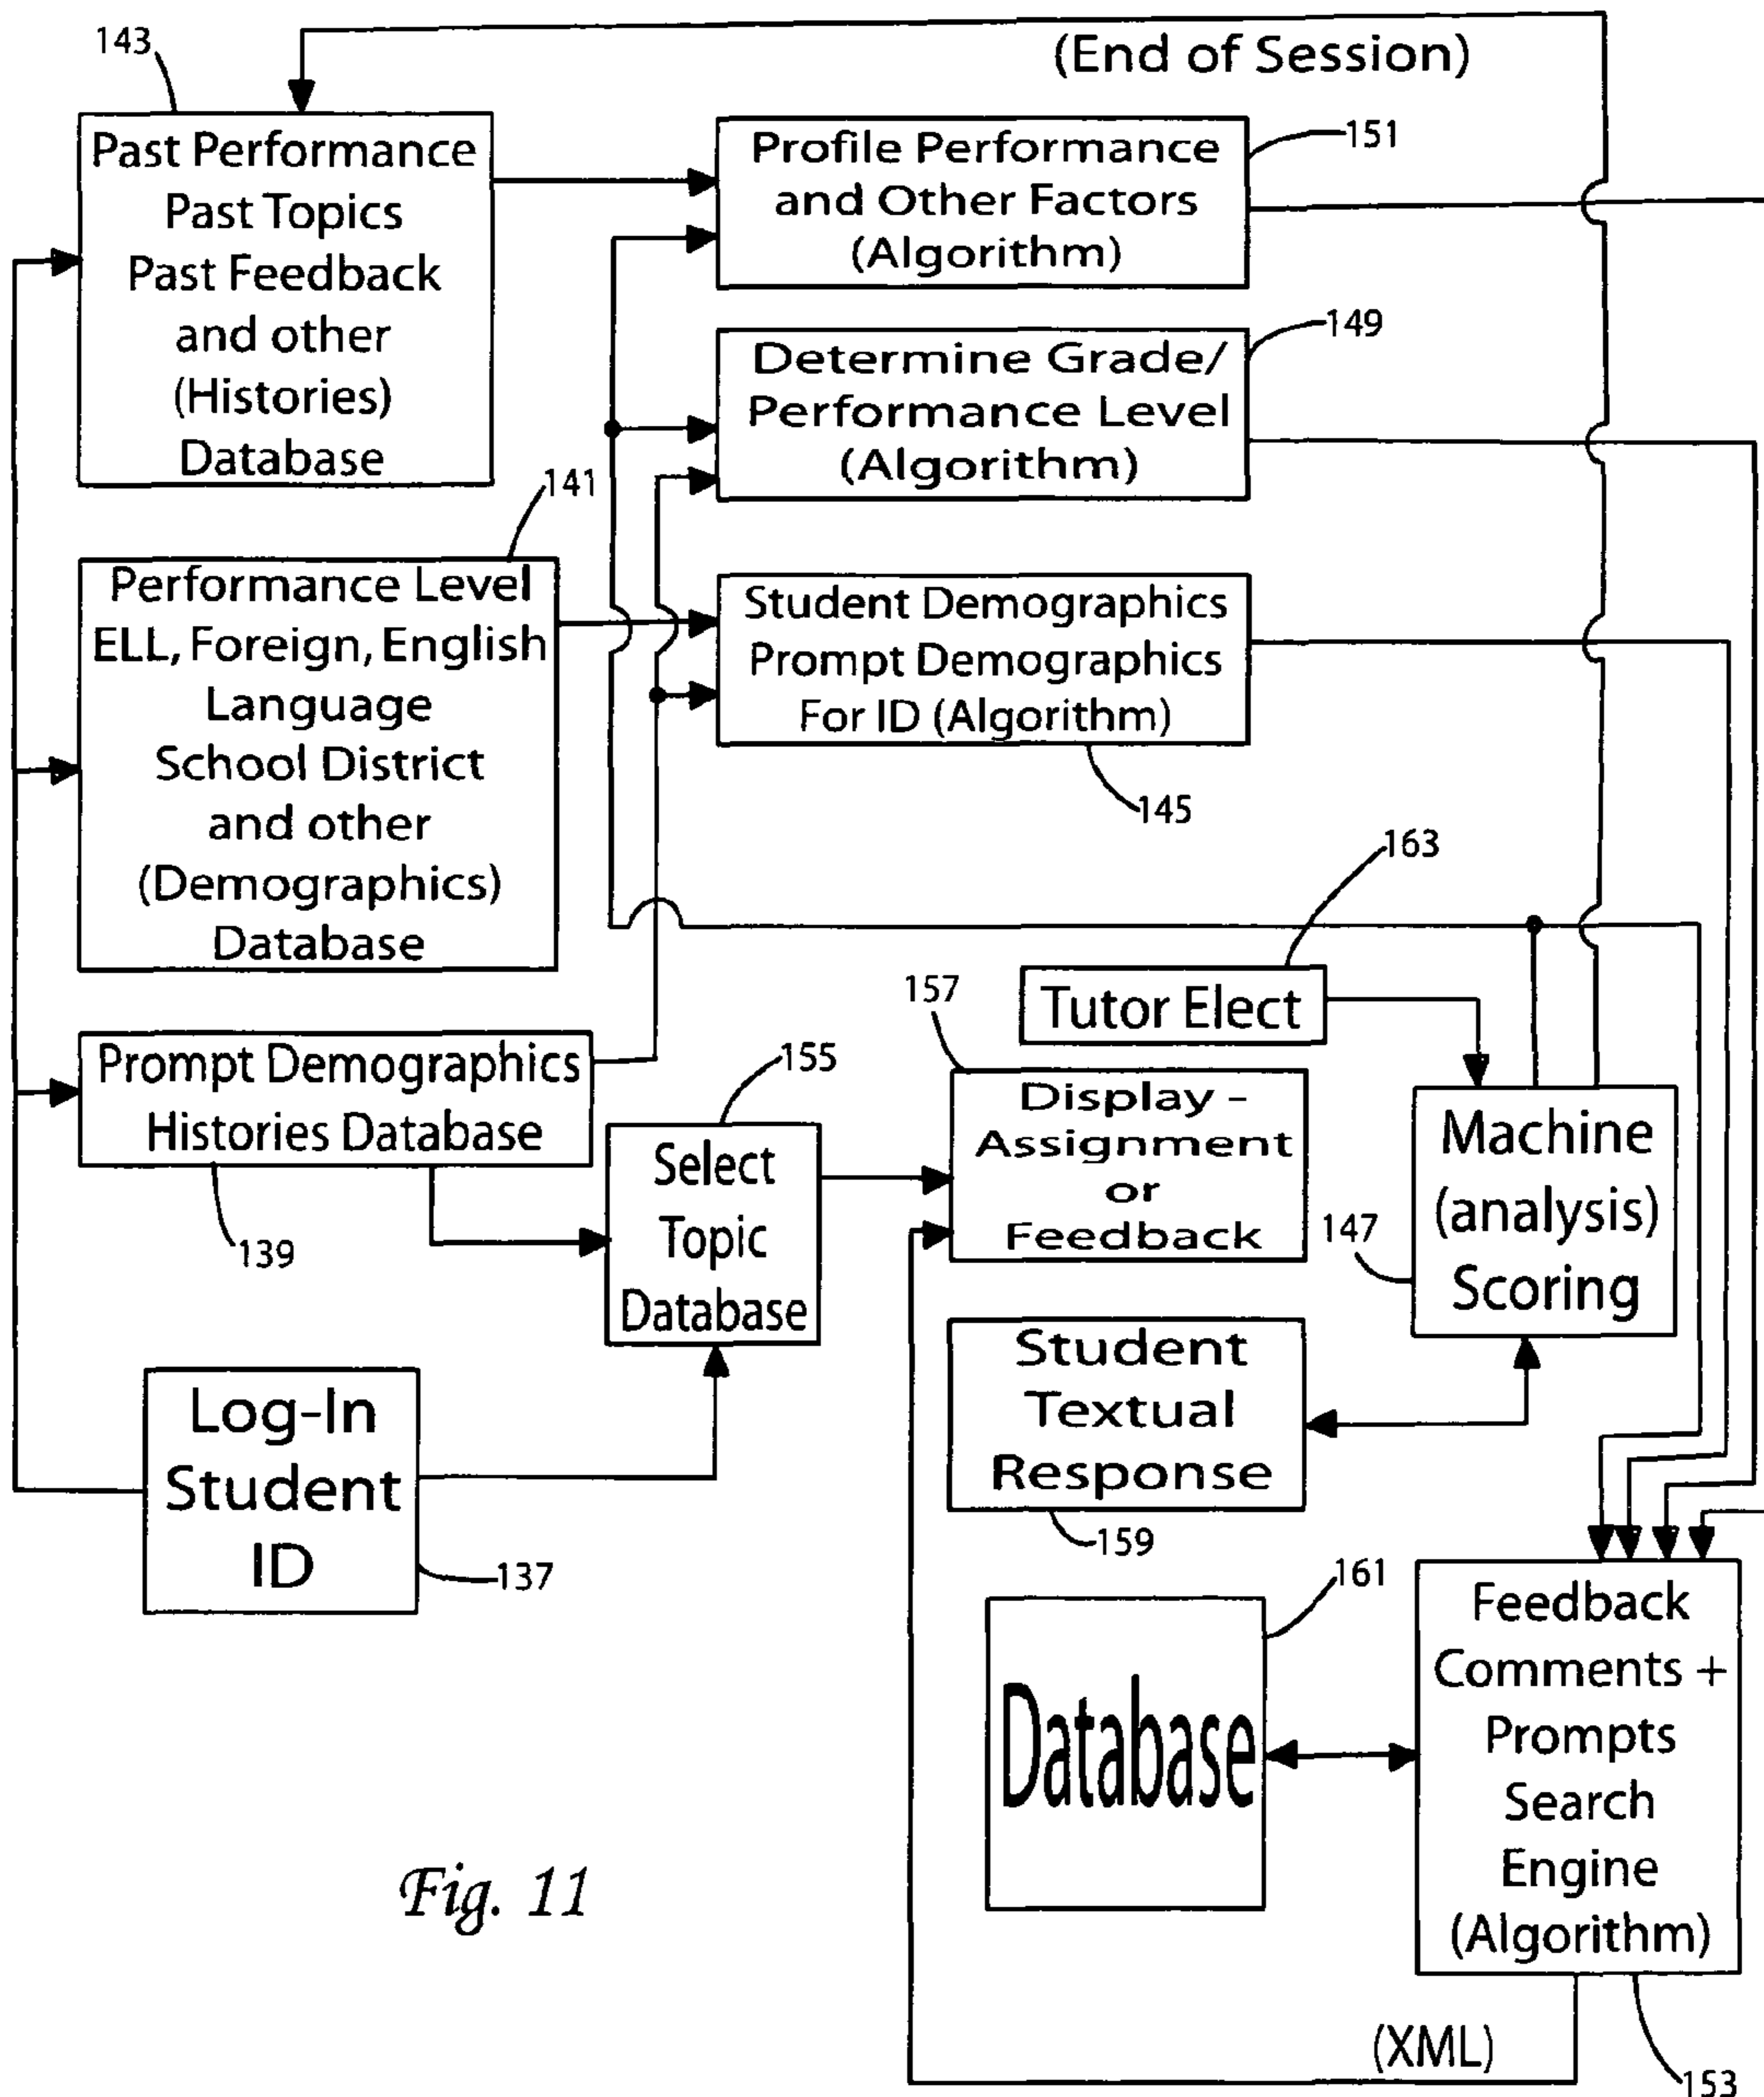 143
(End of Session)
Past Performance
Past Topics
Past Feedback
and other
(Histories)
Database
Profile Performance
and Other Factors
(Algorithm)
151
Determine Grade/
Performance Level
(Algorithm)
149
141
Performance Level
ELL, Foreign, English
Language
School District
and other
(Demographics)
Database
Student Demographics
Prompt Demographics
For ID (Algorithm)
145
163
Tutor Elect
157
Prompt Demographics
Histories Database
139
155
Select
Topic
Database
Display -
Assignment
or
Feedback
Machine
(analysis)
Scoring
147
Student
Textual
Response
159
Log-In
Student
ID
137
161
Database
Feedback
Comments +
Prompts
Search
Engine
(Algorithm)
Fig. 11
(XML)
153